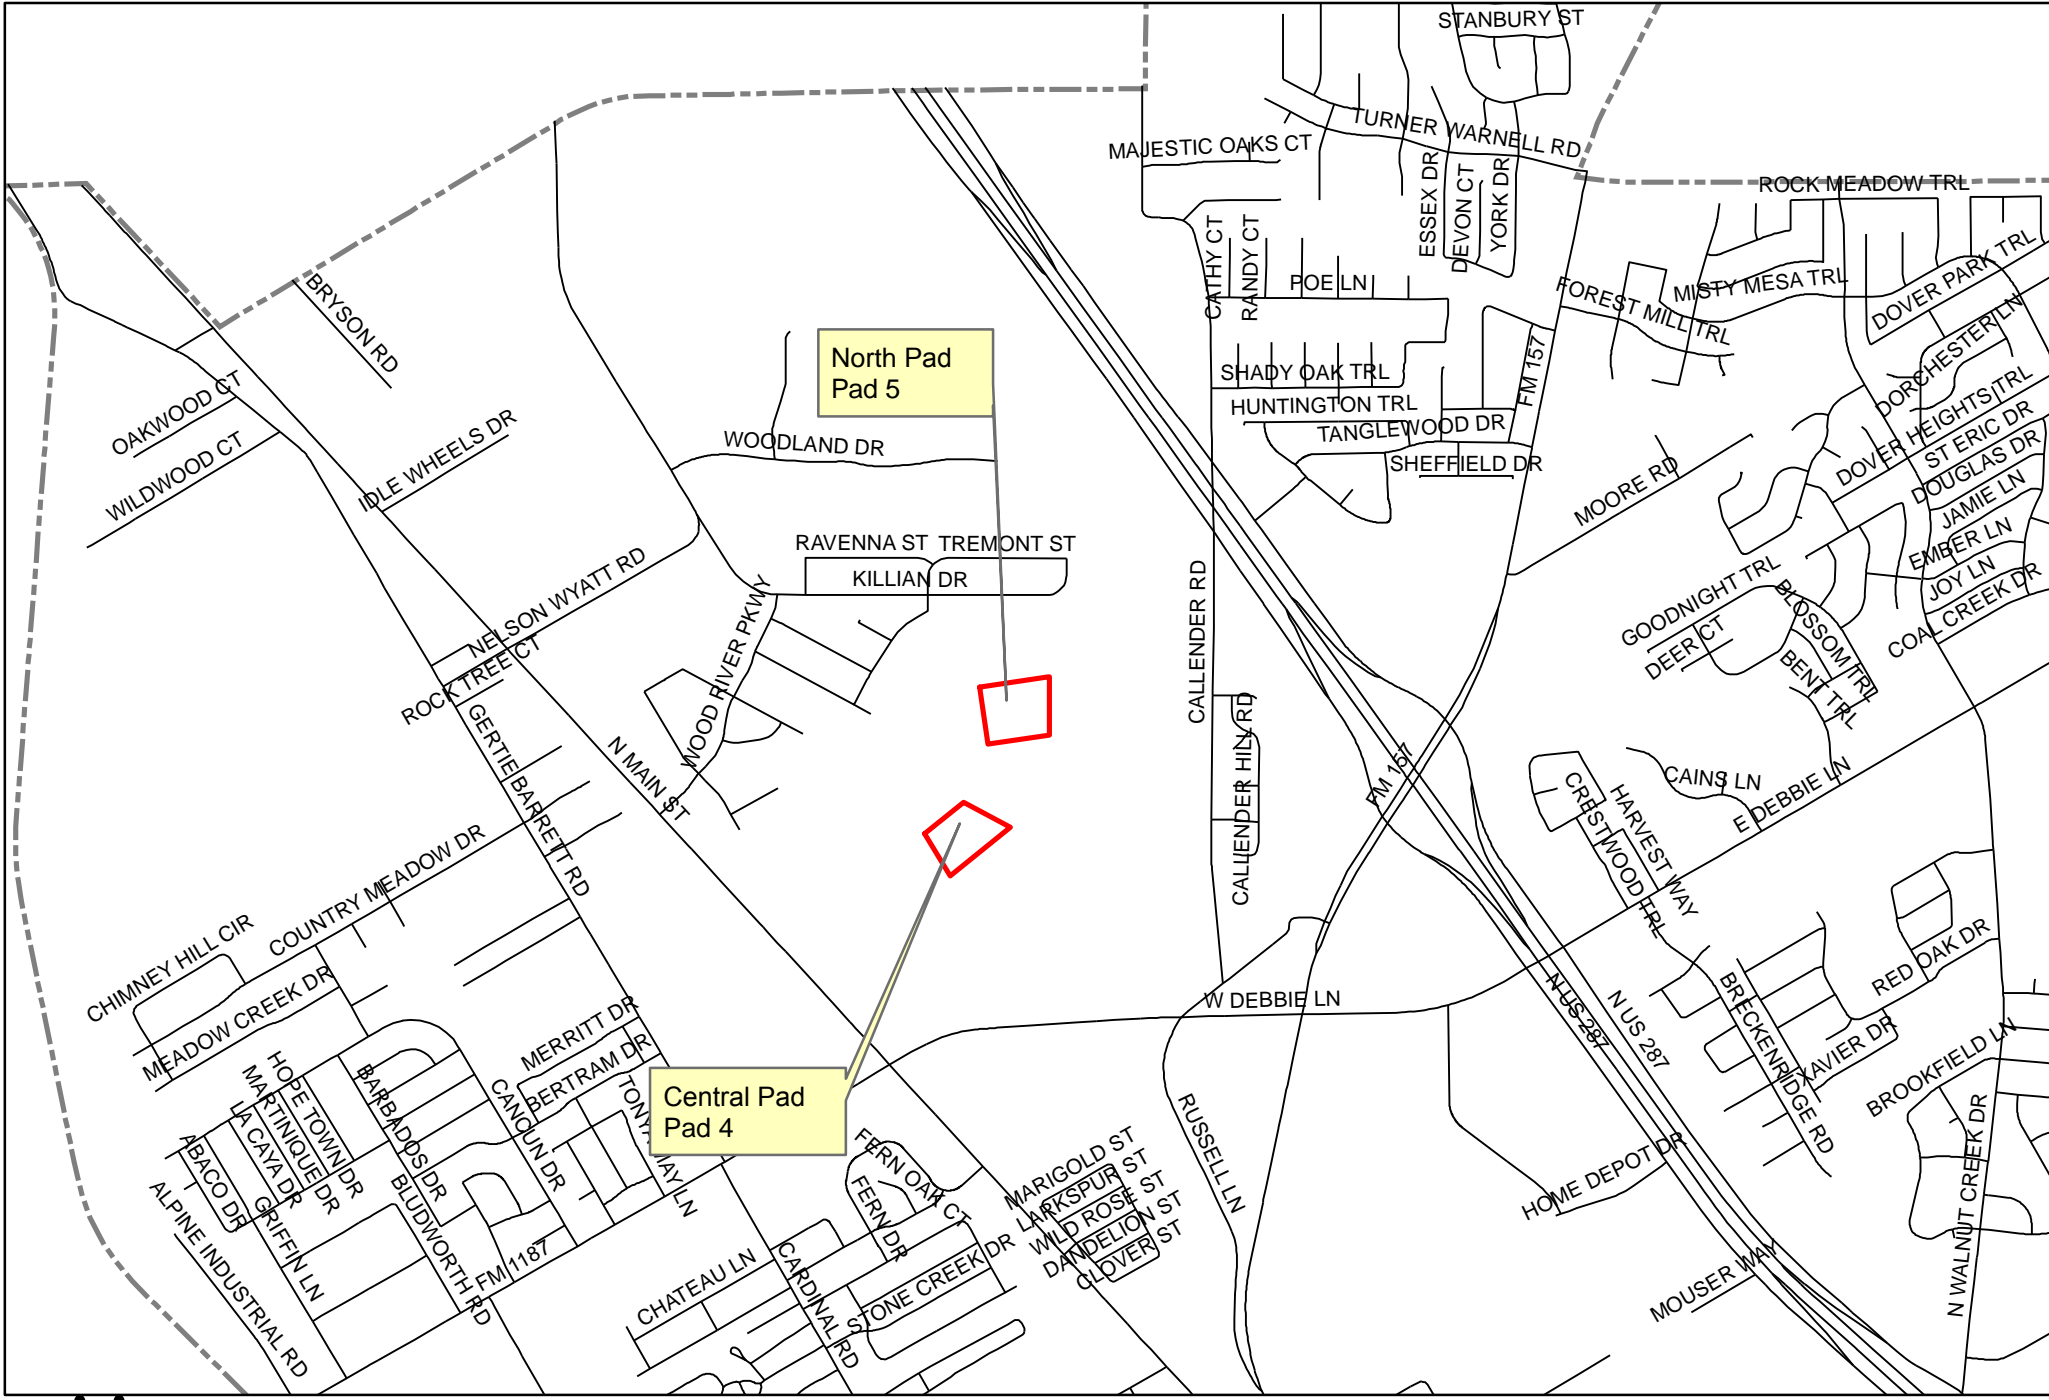 STANBURY ST
TURNER WARNELL RD
MAJESTIC OAKS CT
ESSEX DR
DEVON CT
YORK DR
ROCK MEADOW TRL
CATHY CT
RANDY CT
POE LN
FOREST MILL TRL
MISTY MESA TRL
DOVER PARK TRL
BRYSON RD
DORCHESTER LN
North Pad
Pad 5
FM 157
SHADY OAK TRL
HUNTINGTON TRL
TANGLEWOOD DR
SHEFFIELD DR
OAKWOOD CT
WILDWOOD CT
IDLE WHEELS DR
WOODLAND DR
MOORE RD
DOVER HEIGHTS TRL
ST ERIC DR
DOUGLAS DR
JAMIE LN
EMBER LN
JOY LN
COAL CREEK DR
RAVENNA ST
TREMONT ST
KILLIAN DR
NELSON WYATT RD
ROCK TREE CT
WOOD RIVER PKWY
CALLENDER RD
GOODNIGHT TRL
DEER CT
BLOSSOM TRL
BENT TRL
GERTIE BARRETT RD
N MAIN ST
CALLENDER HILL RD
FM 157
CAINS LN
E DEBBIE LN
CRESTWOOD TRL
HARVEST WAY
COUNTRY MEADOW DR
CHIMNEY HILL CIR
MEADOW CREEK DR
W DEBBIE LN
N US 287
N US 287
RED OAK DR
BRECKENRIDGE RD
XAVIER DR
BROOKFIELD LN
MERRITT DR
BERTRAM DR
HOPE TOWN DR
MARTINIQUE DR
LA CAYA DR
ABACO DR
BARBADOS DR
CANCUN DR
TONYA MAY LN
Central Pad
Pad 4
RUSSELL LN
FERN OAK CT
FERN DR
MARIGOLD ST
LARKSPUR ST
WILD ROSE ST
DANDELION ST
CLOVER ST
HOME DEPOT DR
N WALNUT CREEK DR
ALPINE INDUSTRIAL RD
GRIFFIN LN
BLUDWORTH RD
FM 1187
CHATEAU LN
CARDINAL RD
STONE CREEK DR
MOUSER WAY